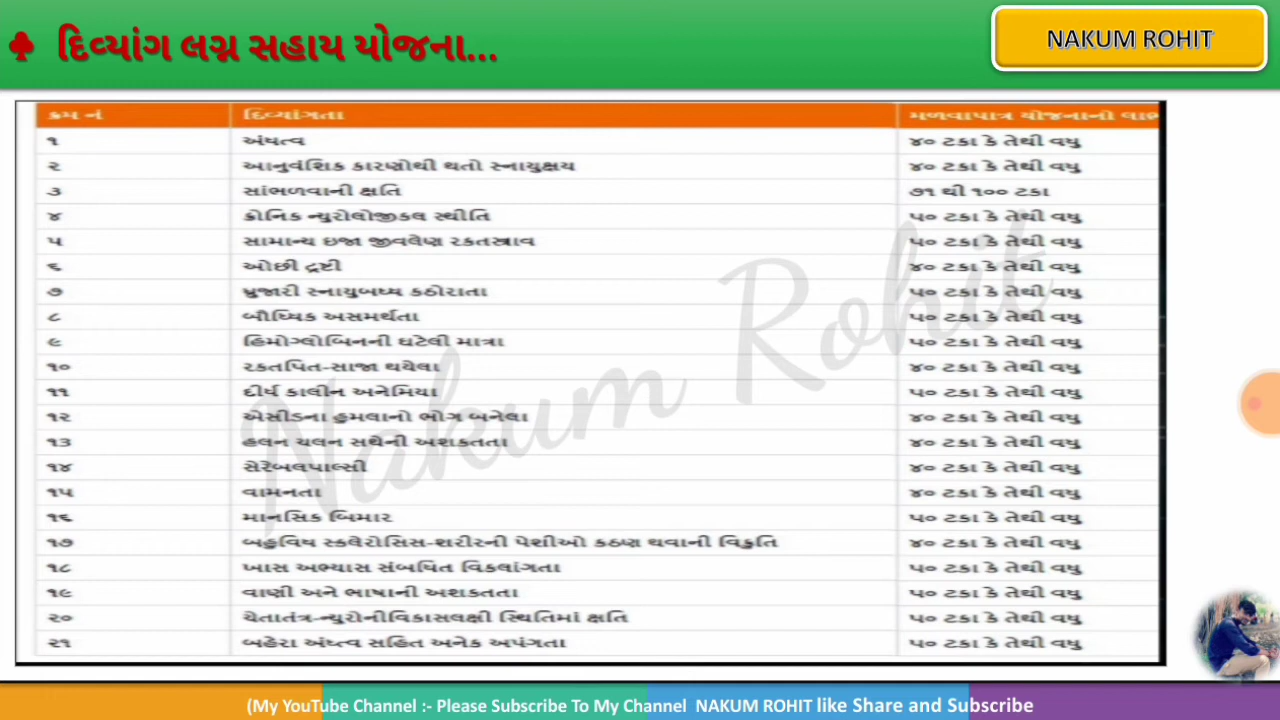 ♣ દિવ્યાંગ લગ્ન સહાય યોજના...
NAKUM ROHIT
ક્રમ નં દિવ્યાંગતા મળવાપાત્ર યોજનાનો લાભ
૧ અંધત્વ ૪૦ ટકા કે તેથી વધુ
૨ આનુવંશિક કારણોથી થતો સ્નાયુક્ષય ૪૦ ટકા કે તેથી વધુ
૩ સાંભળવાની ક્ષતિ ૭૧ થી ૧૦૦ ટકા
૪ ક્રોનિક ન્યુરોલોજીકલ સ્થીતિ ૫૦ ટકા કે તેથી વધુ
૫ સામાન્ય ઇજા જીવલેણ રકતસ્ત્રાવ ૫૦ ટકા કે તેથી વધુ
૬ ઓછી દ્રષ્ટી ૪૦ ટકા કે તેથી વધુ
૭ ધ્રુજારી સ્નાયુબધ્ધ કઠોરાતા ૫૦ ટકા કે તેથી વધુ
૮ બૌધ્ધિક અસમર્થતા ૫૦ ટકા કે તેથી વધુ
૯ હિમોગ્લોબિનની ઘટેલી માત્રા ૫૦ ટકા કે તેથી વધુ
૧૦ રકતપિત-સાજા થયેલા ૪૦ ટકા કે તેથી વધુ
૧૧ દીર્ધ કાલીન અનેમિયા ૫૦ ટકા કે તેથી વધુ
૧૨ એસીડના હુમલાનો ભોગ બનેલા ૪૦ ટકા કે તેથી વધુ
૧૩ હલન ચલન સથેની અશકતતા ૪૦ ટકા કે તેથી વધુ
૧૪ સેરેબલપાલ્સી ૪૦ ટકા કે તેથી વધુ
૧૫ વામનતા ૪૦ ટકા કે તેથી વધુ
૧૬ માનસિક બિમાર ૫૦ ટકા કે તેથી વધુ
૧૭ બહુવિધ સ્કલેરોસિસ-શરીરની પેશીઓ કઠણ થવાની વિકૃતિ ૪૦ ટકા કે તેથી વધુ
૧૮ ખાસ અભ્યાસ સંબધિત વિકલાંગતા ૫૦ ટકા કે તેથી વધુ
૧૯ વાણી અને ભાષાની અશકતતા ૫૦ ટકા કે તેથી વધુ
૨૦ ચેતાતંત્ર-ન્યુરોનીવિકાસલક્ષી સ્થિતિમાં ક્ષતિ ૫૦ ટકા કે તેથી વધુ
૨૧ બહેરા અંધ્ત્વ સહિત અનેક અપંગતા ૫૦ ટકા કે તેથી વધુ
Nakum Rohit
(My YouTube Channel :- Please Subscribe To My Channel NAKUM ROHIT like Share and Subscribe